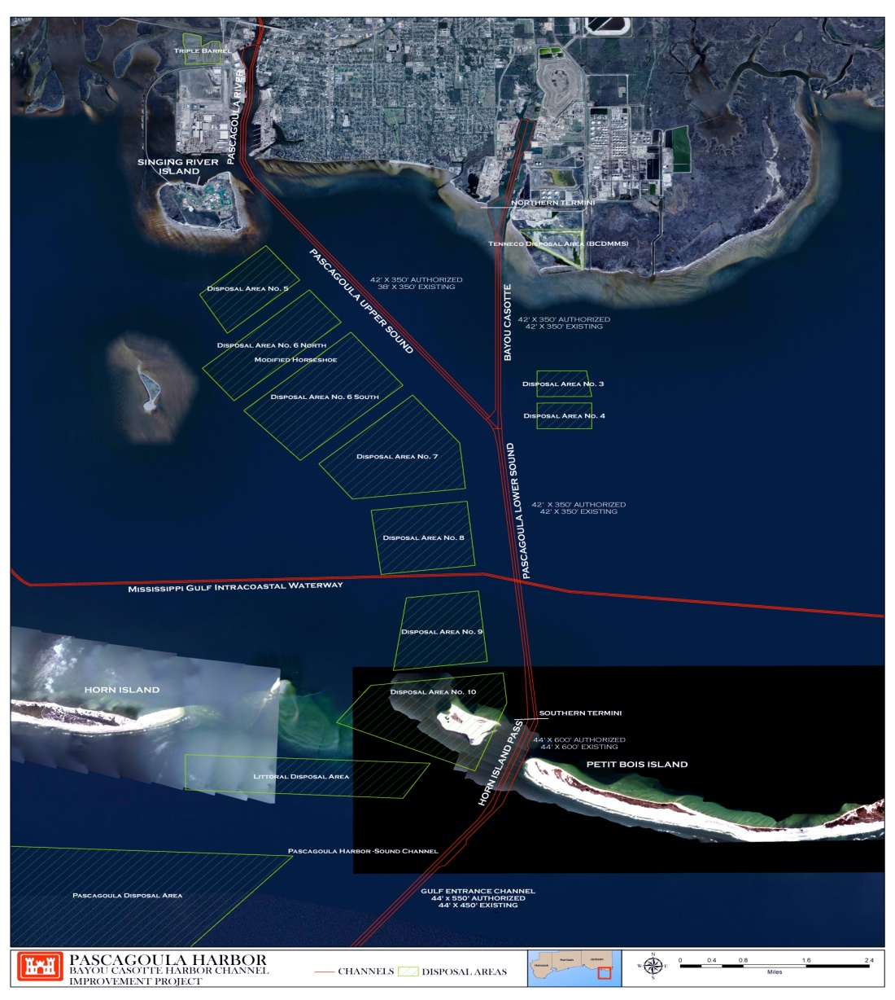 TRIPLE BARREL
PASCAGOULA RIVER
SINGING RIVER
ISLAND
NORTHERN TERMINI
TENNECO DISPOSAL AREA (BCDMMS)
PASCAGOULA UPPER SOUND
42' X 350' AUTHORIZED
38' X 350' EXISTING
DISPOSAL AREA NO. 5
BAYOU CASOTTE
42' X 350' AUTHORIZED
42' X 350' EXISTING
DISPOSAL AREA NO. 6 NORTH
MODIFIED HORSESHOE
DISPOSAL AREA NO. 6 SOUTH
DISPOSAL AREA NO. 3
DISPOSAL AREA NO. 4
DISPOSAL AREA NO. 7
PASCAGOULA LOWER SOUND
42' X 350' AUTHORIZED
42' X 350' EXISTING
DISPOSAL AREA NO. 8
MISSISSIPPI GULF INTRACOASTAL WATERWAY
DISPOSAL AREA NO. 9
HORN ISLAND
DISPOSAL AREA NO. 10
SOUTHERN TERMINI
44' X 600' AUTHORIZED
44' X 600' EXISTING
HORN ISLAND PASS
PETIT BOIS ISLAND
LITTORAL DISPOSAL AREA
PASCAGOULA HARBOR -SOUND CHANNEL
PASCAGOULA DISPOSAL AREA
GULF ENTRANCE CHANNEL
44' x 550' AUTHORIZED
44' X 450' EXISTING
PASCAGOULA HARBOR
BAYOU CASOTTE HARBOR CHANNEL
IMPROVEMENT PROJECT
CHANNELS
DISPOSAL AREAS
Hancock
Harrison
Jackson
N
W
E
S
0 0.4 0.8 1.6 2.4
Miles